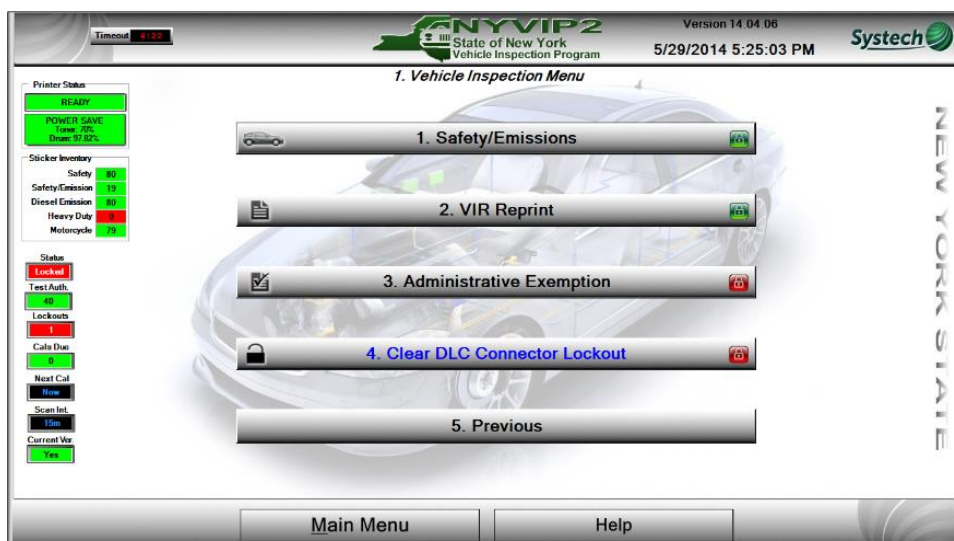 Timeout 4:22
NYVIP2
State of New York
Vehicle Inspection Program
Version 14.04.06
5/29/2014 5:25:03 PM
Systech
1. Vehicle Inspection Menu
Printer Status
READY
POWER SAVE
Toner: 70%
Drum: 97.82%
Sticker Inventory
Safety 80
Safety/Emission 19
Diesel Emission 80
Heavy Duty 0
Motorcycle 79
Status
Locked
Test Auth.
40
Lockouts
1
Cals Due
0
Next Cal
Now
Scan Int.
15m
Current Ver.
Yes
1. Safety/Emissions
2. VIR Reprint
3. Administrative Exemption
4. Clear DLC Connector Lockout
5. Previous
NEW YORK STATE
Main Menu
Help